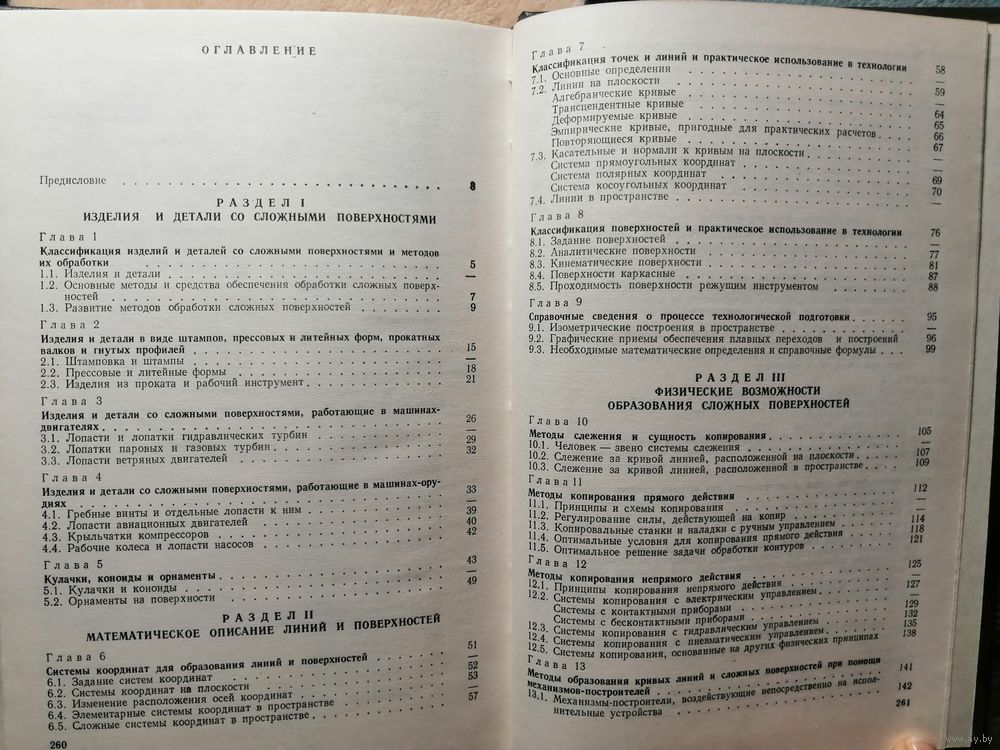 ОГЛАВЛЕНИЕ
Предисловие . . . . . . . . . . 8
РАЗДЕЛ I
ИЗДЕЛИЯ И ДЕТАЛИ СО СЛОЖНЫМИ ПОВЕРХНОСТЯМИ
Глава 1
Классификация изделий и деталей со сложными поверхностями и методов
их обработки . . . . . . . . . . 5
1.1. Изделия и детали . . . . . . . . . . —
1.2. Основные методы и средства обеспечения обработки сложных поверх-
ностей . . . . . . . . . . 7
1.3. Развитие методов обработки сложных поверхностей . . . . . . . . . . 9
Глава 2
Изделия и детали в виде штампов, прессовых и литейных форм, прокатных
валков и гнутых профилей . . . . . . . . . . 15
2.1. Штамповка и штампы . . . . . . . . . . —
2.2. Прессовые и литейные формы . . . . . . . . . . 18
2.3. Изделия из проката и рабочий инструмент . . . . . . . . . . 21
Глава 3
Изделия и детали со сложными поверхностями, работающие в машинах-
двигателях . . . . . . . . . . 26
3.1. Лопасти и лопатки гидравлических турбин . . . . . . . . . . —
3.2. Лопатки паровых и газовых турбин . . . . . . . . . . 29
3.3. Лопасти ветряных двигателей . . . . . . . . . . 32
Глава 4
Изделия и детали со сложными поверхностями, работающие в машинах-ору-
диях . . . . . . . . . . 33
4.1. Гребные винты и отдельные лопасти к ним . . . . . . . . . . —
4.2. Лопасти авиационных двигателей . . . . . . . . . . 39
4.3. Крыльчатки компрессоров . . . . . . . . . . 40
4.4. Рабочие колеса и лопасти насосов . . . . . . . . . . 42
Глава 5
Кулачки, коноиды и орнаменты . . . . . . . . . . 43
5.1. Кулачки и коноиды . . . . . . . . . . —
5.2. Орнаменты на поверхности . . . . . . . . . . 49
РАЗДЕЛ II
МАТЕМАТИЧЕСКОЕ ОПИСАНИЕ ЛИНИЙ И ПОВЕРХНОСТЕЙ
Глава 6
Системы координат для образования линий и поверхностей . . . . . . . . . . 51
6.1. Задание систем координат . . . . . . . . . . —
6.2. Системы координат на плоскости . . . . . . . . . . 52
6.3. Изменение расположения осей координат . . . . . . . . . . 53
6.4. Элементарные системы координат в пространстве . . . . . . . . . . —
6.5. Сложные системы координат в пространстве . . . . . . . . . . 57
260
Глава 7
Классификация точек и линий и практическое использование в технологии 58
7.1. Основные определения . . . . . . . . . . —
7.2. Линии на плоскости . . . . . . . . . . 59
Алгебраические кривые . . . . . . . . . . —
Трансцендентные кривые . . . . . . . . . . 64
Деформируемые кривые . . . . . . . . . . 65
Эмпирические кривые, пригодные для практических расчетов . . . . 66
Повторяющиеся кривые . . . . . . . . . . 67
7.3. Касательные и нормали к кривым на плоскости . . . . . . . . . . —
Система прямоугольных координат . . . . . . . . . . —
Система полярных координат . . . . . . . . . . 69
Система косоугольных координат . . . . . . . . . . 70
7.4. Линии в пространстве . . . . . . . . . . —
Глава 8
Классификация поверхностей и практическое использование в технологии 76
8.1. Задание поверхностей . . . . . . . . . . —
8.2. Аналитические поверхности . . . . . . . . . . 77
8.3. Кинематические поверхности . . . . . . . . . . 81
8.4. Поверхности каркасные . . . . . . . . . . 87
8.5. Проходимость поверхности режущим инструментом . . . . . . . . . . 88
Глава 9
Справочные сведения о процессе технологической подготовки . . . . . . . . . . 95
9.1. Изометрические построения в пространстве . . . . . . . . . . —
9.2. Графические приемы обеспечения плавных переходов и построений 96
9.3. Необходимые математические определения и справочные формулы . . . . 99
РАЗДЕЛ III
ФИЗИЧЕСКИЕ ВОЗМОЖНОСТИ
ОБРАЗОВАНИЯ СЛОЖНЫХ ПОВЕРХНОСТЕЙ
Глава 10
Методы слежения и сущность копирования . . . . . . . . . . 105
10.1. Человек — звено системы слежения . . . . . . . . . . —
10.2. Слежение за кривой линией, расположенной на плоскости . . . . 107
10.3. Слежение за кривой линией, расположенной в пространстве . . . . 109
Глава 11
Методы копирования прямого действия . . . . . . . . . . 112
11.1. Принципы и схемы копирования . . . . . . . . . . —
11.2. Регулирование силы, действующей на копир . . . . . . . . . . —
11.3. Копировальные станки и наладки с ручным управлением . . . . 114
11.4. Оптимальные условия для копирования прямого действия . . . . 118
11.5. Оптимальное решение задачи обработки контуров . . . . . . . . . . 121
Глава 12
Методы копирования непрямого действия . . . . . . . . . . 125
12.1. Принципы копирования непрямого действия . . . . . . . . . . —
12.2. Системы копирования с электрическим управлением . . . . . . . . . . 127
Системы с контактными приборами . . . . . . . . . . —
Системы с бесконтактными приборами . . . . . . . . . . 129
12.3. Системы копирования с гидравлическим управлением . . . . . . . . . . 132
12.4. Системы копирования с пневматическим управлением . . . . . . . . . . 135
12.5. Системы копирования, основанные на других физических принципах 138
Глава 13
Методы образования кривых линий и сложных поверхностей при помощи
механизмов-построителей . . . . . . . . . . 141
13.1. Механизмы-построители, воздействующие непосредственно на испол-
нительные устройства . . . . . . . . . . 142
261
www.ay.by